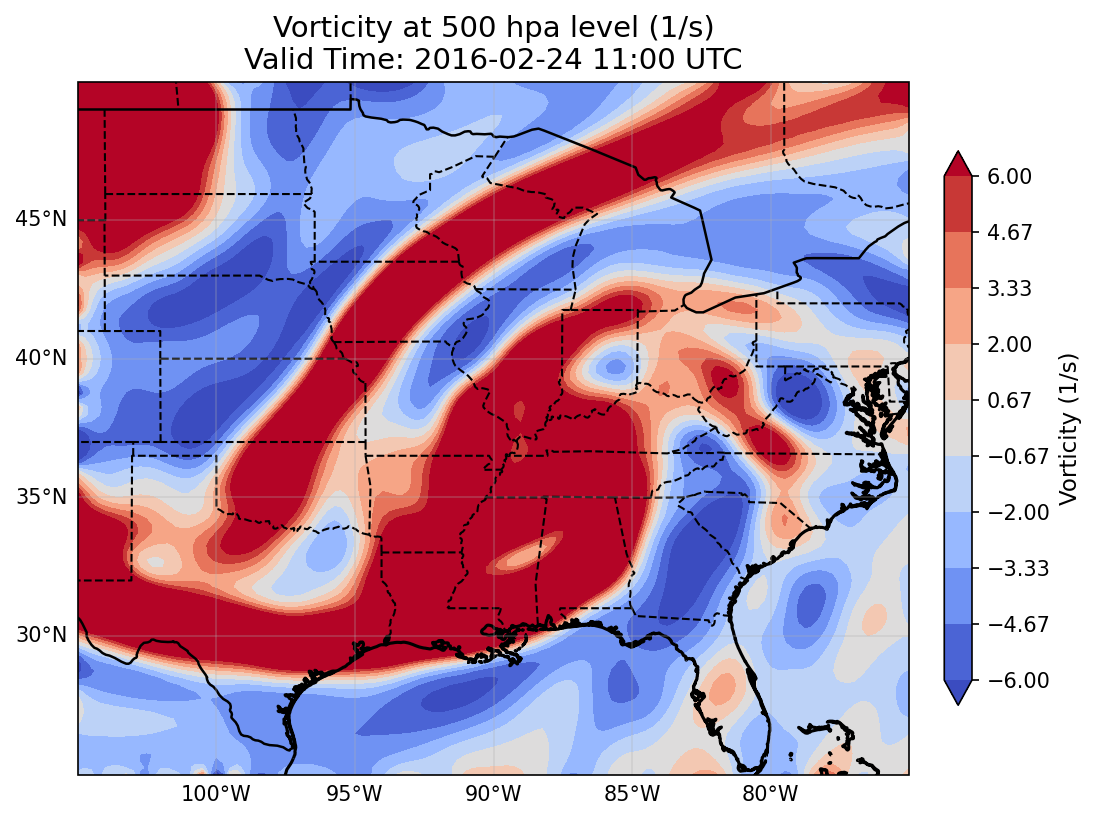 Vorticity at 500 hpa level (1/s)
Valid Time: 2016-02-24 11:00 UTC
45°N
40°N
35°N
30°N
100°W
95°W
90°W
85°W
80°W
6.00
4.67
3.33
2.00
0.67
−0.67
−2.00
−3.33
−4.67
−6.00
Vorticity (1/s)